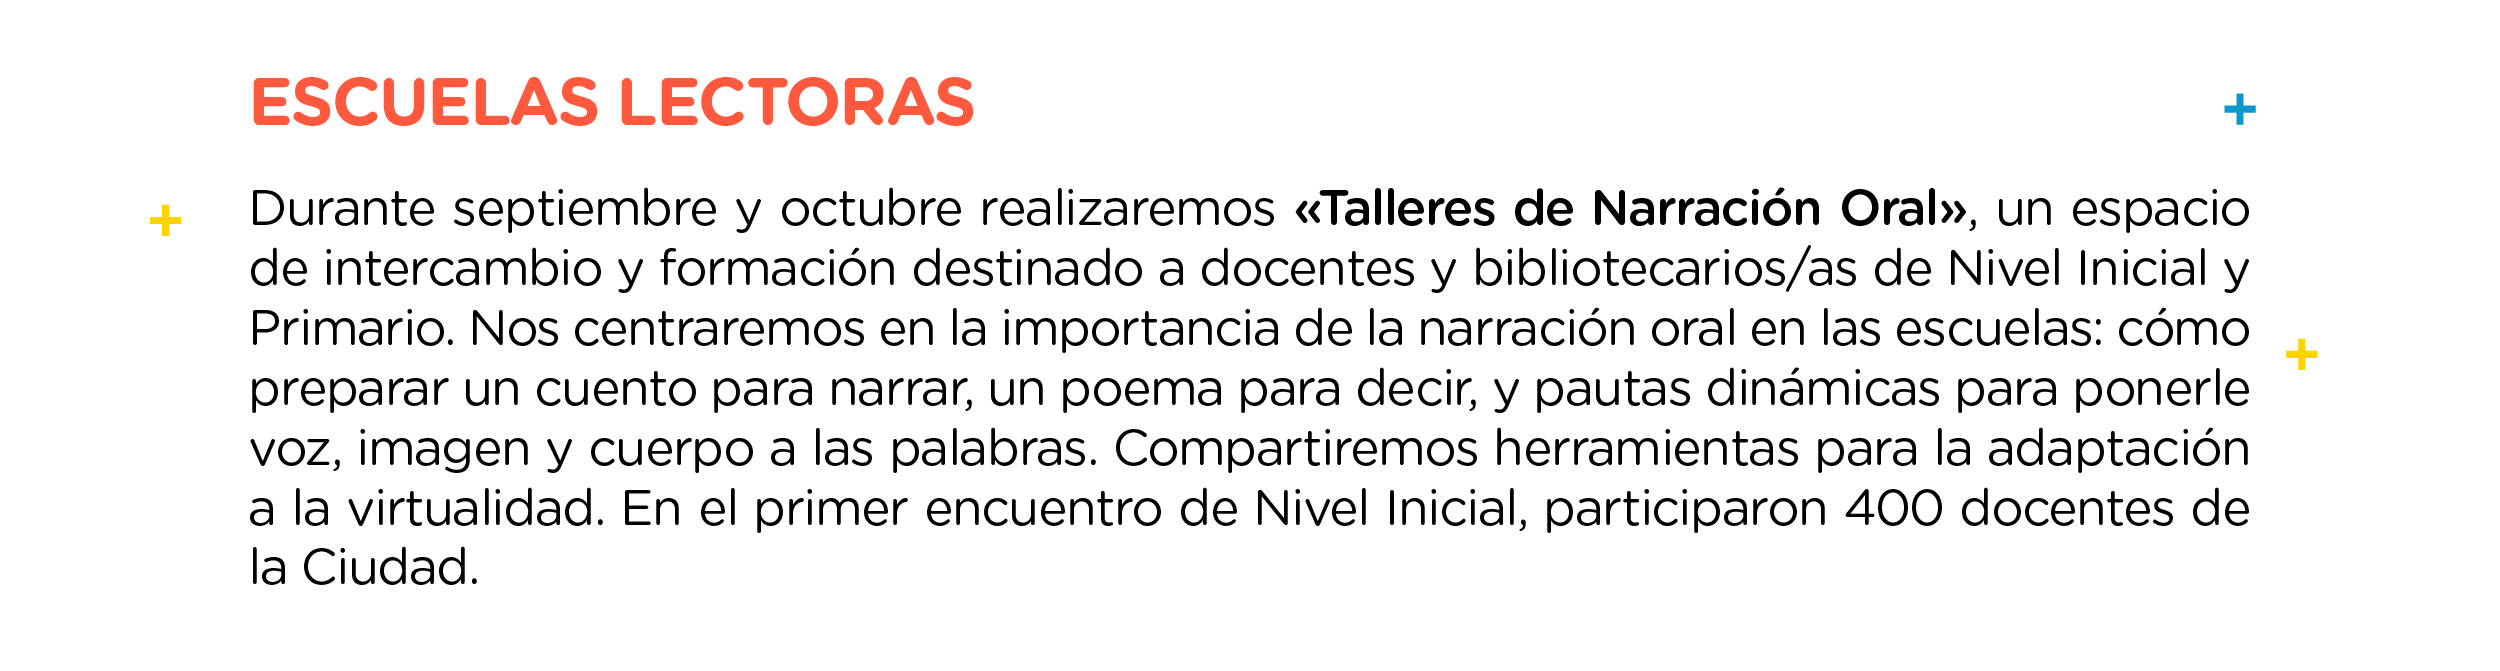 ESCUELAS LECTORAS
Durante septiembre y octubre realizaremos «Talleres de Narración Oral», un espacio
de intercambio y formación destinado a docentes y bibliotecarios/as de Nivel Inicial y
Primario. Nos centraremos en la importancia de la narración oral en las escuelas: cómo
preparar un cuento para narrar, un poema para decir, y pautas dinámicas para ponerle
voz, imagen y cuerpo a las palabras. Compartiremos herramientas para la adaptación
a la virtualidad. En el primer encuentro de Nivel Inicial, participaron 400 docentes de
la Ciudad.